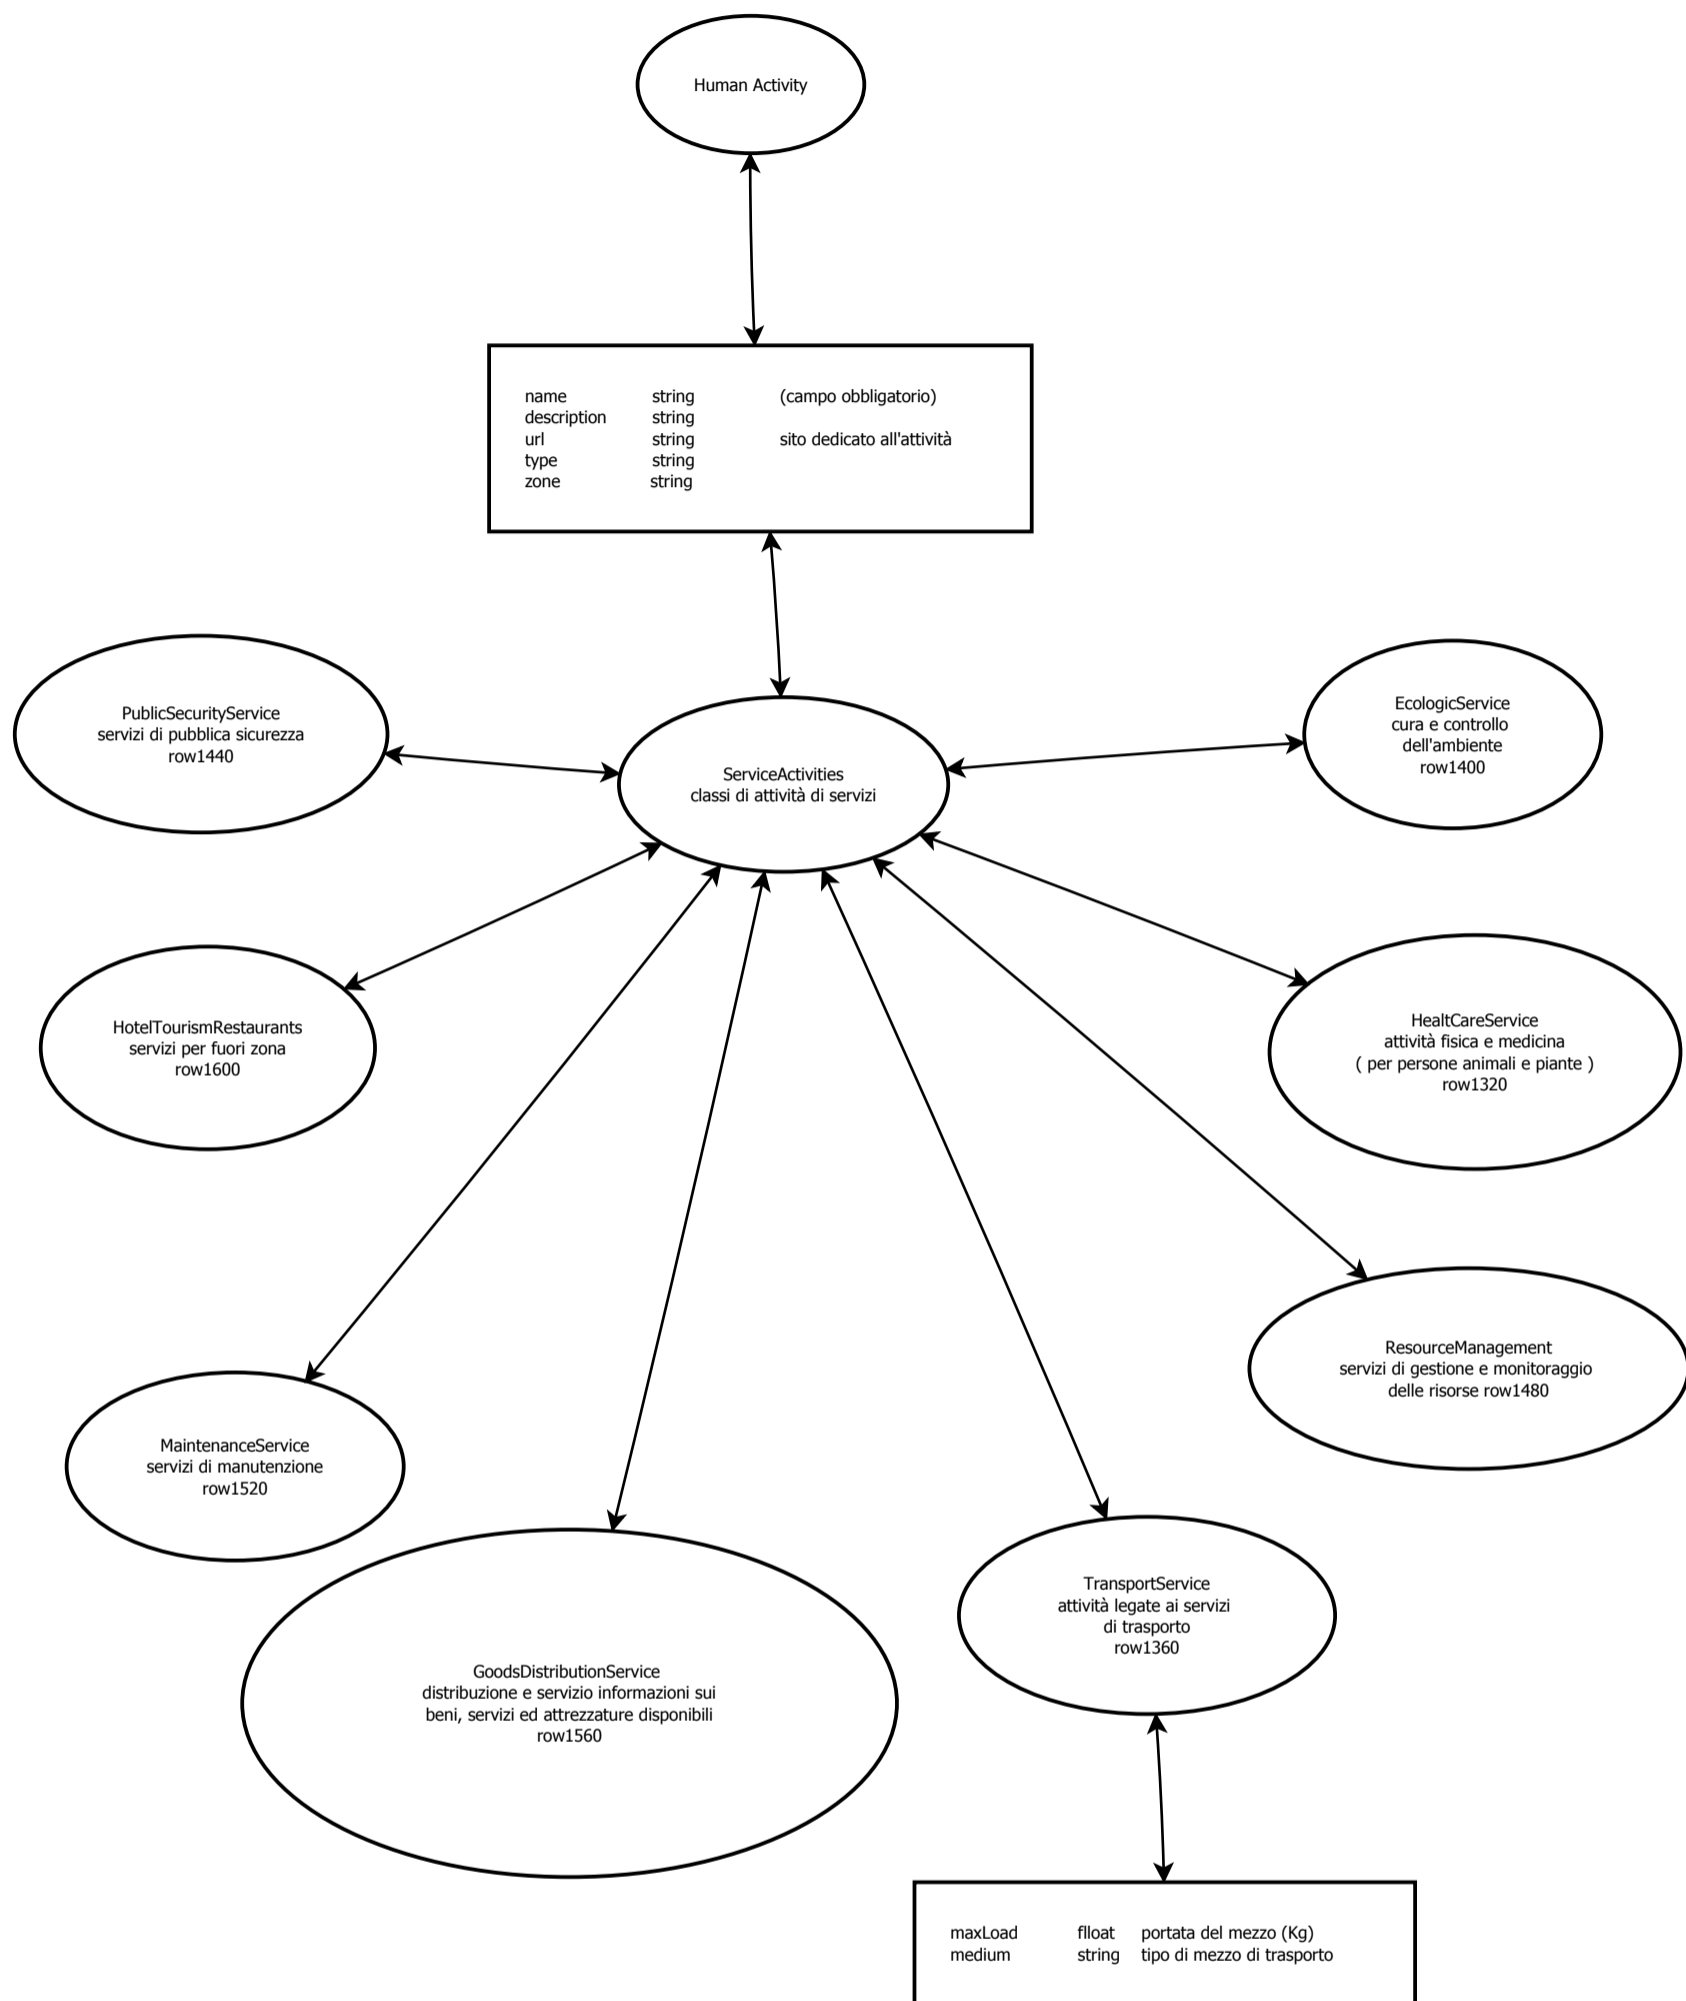 Human Activity
name string (campo obbligatorio)
description string
url string sito dedicato all'attività
type string
zone string
PublicSecurityService
servizi di pubblica sicurezza
row1440
ServiceActivities
classi di attività di servizi
EcologicService
cura e controllo
dell'ambiente
row1400
HotelTourismRestaurants
servizi per fuori zona
row1600
HealtCareService
attività fisica e medicina
( per persone animali e piante )
row1320
ResourceManagement
servizi di gestione e monitoraggio
delle risorse row1480
MaintenanceService
servizi di manutenzione
row1520
TransportService
attività legate ai servizi
di trasporto
row1360
GoodsDistributionService
distribuzione e servizio informazioni sui
beni, servizi ed attrezzature disponibili
row1560
maxLoad flloat portata del mezzo (Kg)
medium string tipo di mezzo di trasporto